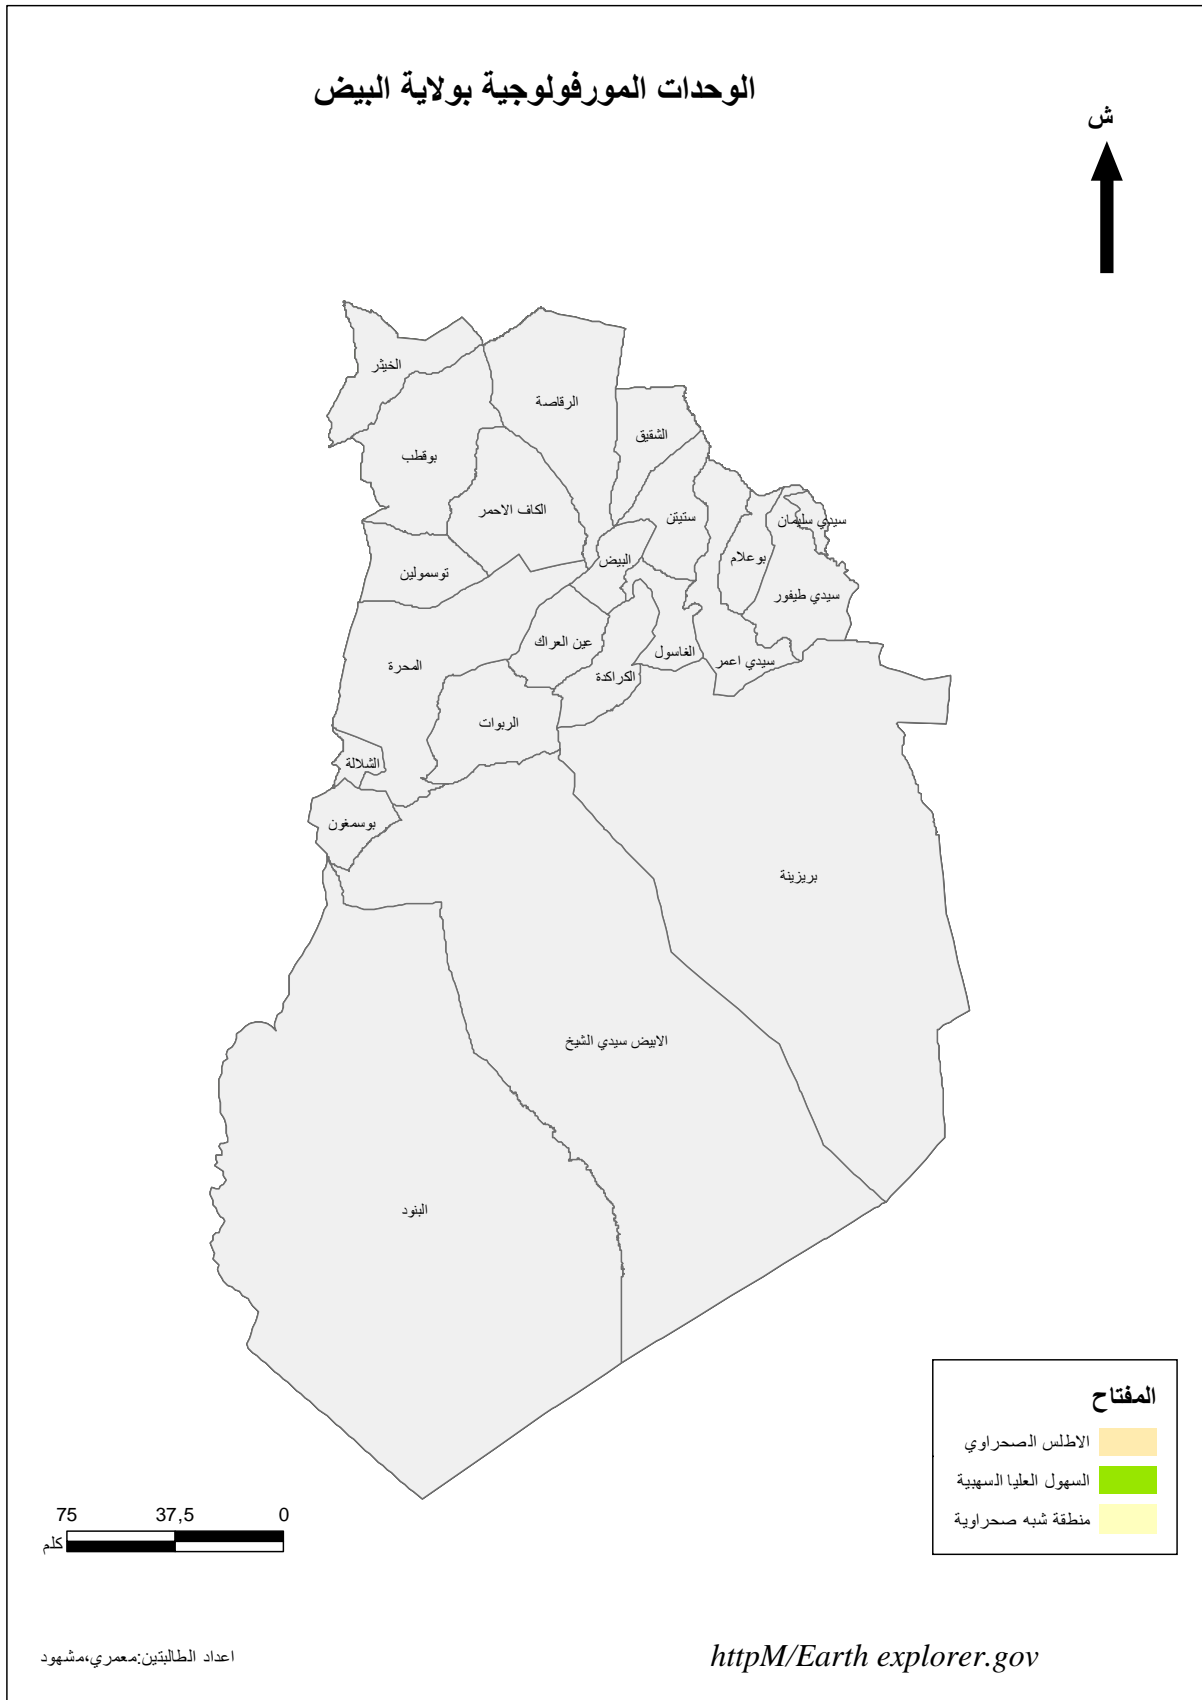 الوحدات المورفولوجية بولاية البيض
ش
الخيثر
الرقاصة
الشقيق
بوقطب
الكاف الاحمر
ستيتن
سيدي سليمان
البيض
بوعلام
توسمولين
سيدي طيفور
عين العراك
الغاسول
سيدي اعمر
المحرة
الكراكدة
الربوات
الشلالة
بوسمغون
بريزينة
الابيض سيدي الشيخ
البنود
المفتاح
الاطلس الصحراوي
السهول العليا السهبية
منطقة شبه صحراوية
75 37,5 0
كلم
اعداد الطالبتين:معمري،مشهود
httpM/Earth explorer.gov